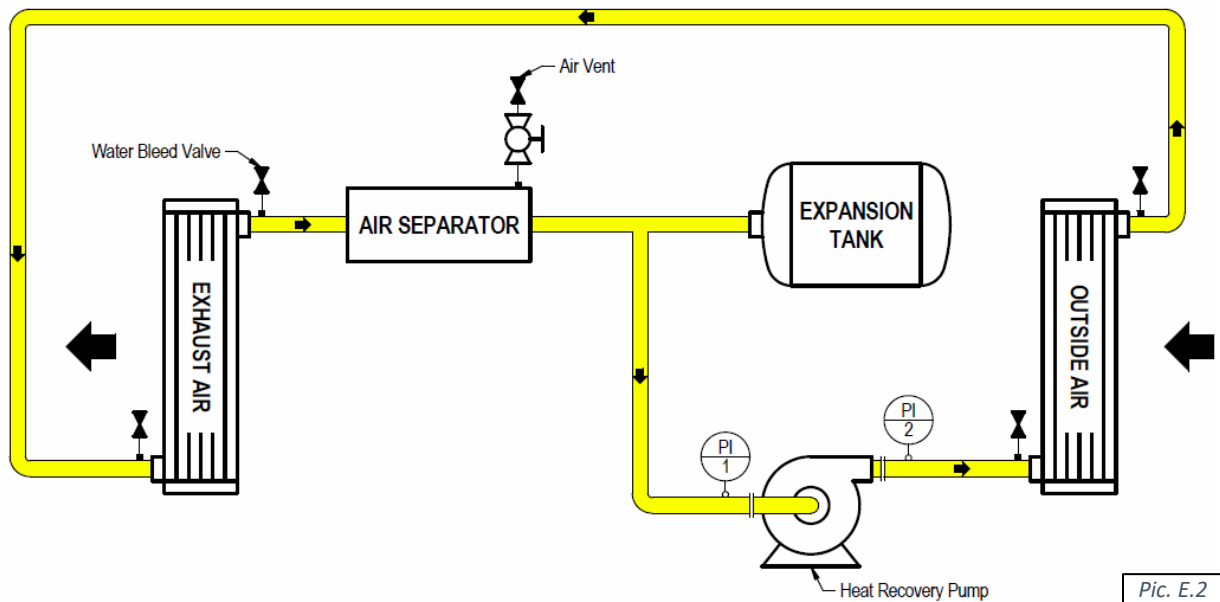 Air Vent
Water Bleed Valve
AIR SEPARATOR
EXPANSION
TANK
EXHAUST AIR
OUTSIDE AIR
PI
1
PI
2
Heat Recovery Pump
Pic. E.2